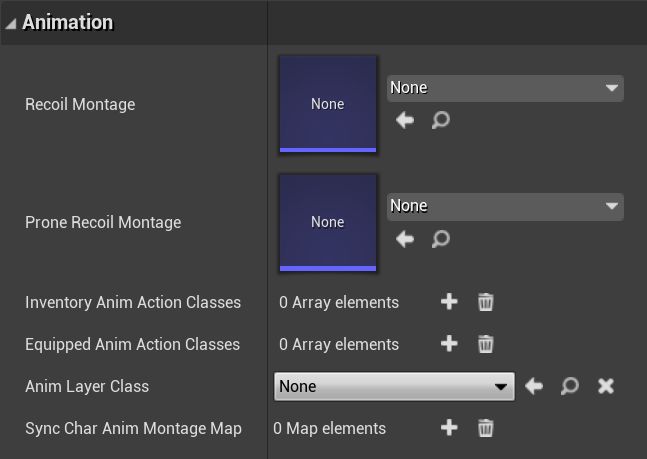 Animation
Recoil Montage
None
None
Prone Recoil Montage
None
None
Inventory Anim Action Classes
0 Array elements
Equipped Anim Action Classes
0 Array elements
Anim Layer Class
None
Sync Char Anim Montage Map
0 Map elements